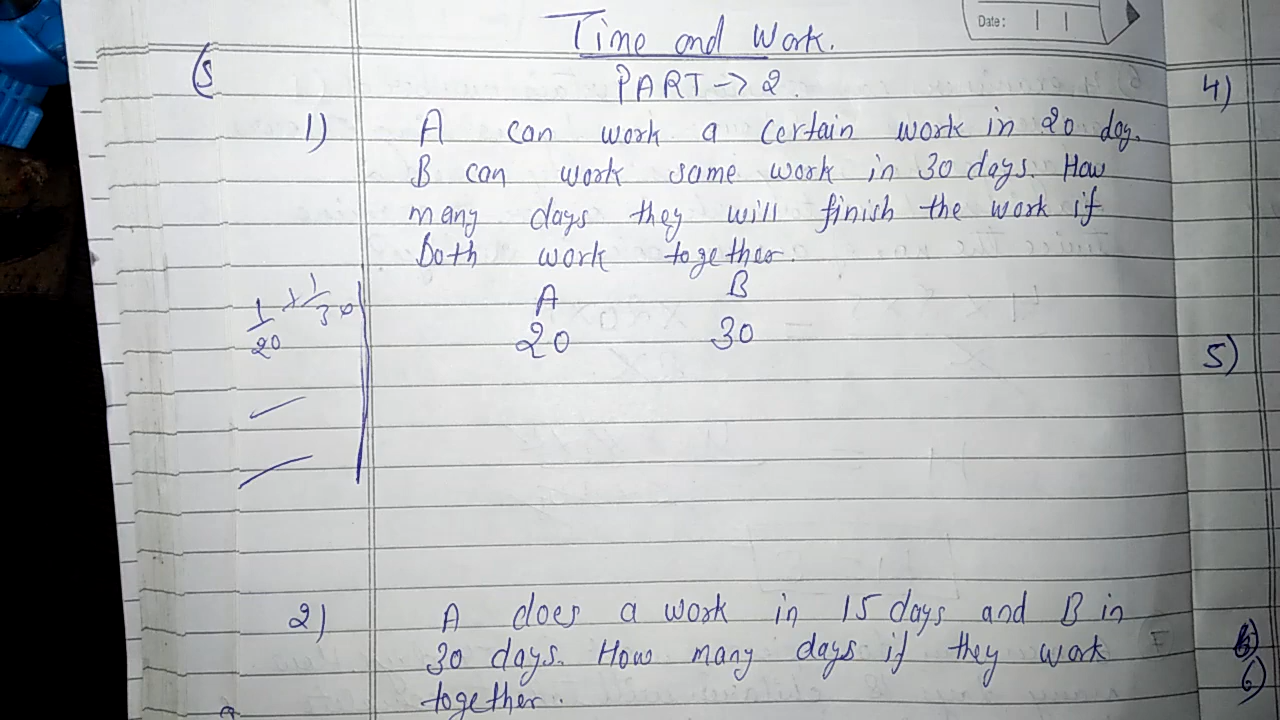 Date:
Time and Work.
PART → 2.
1) A can work a certain work in 20 day.
B can work same work in 30 days. How
many days they will finish the work if
both work together.
A B
20 30
1/20 + 1/30
2) A does a work in 15 days and B in
30 days. How many days if they work
together.
4)
5)
6)